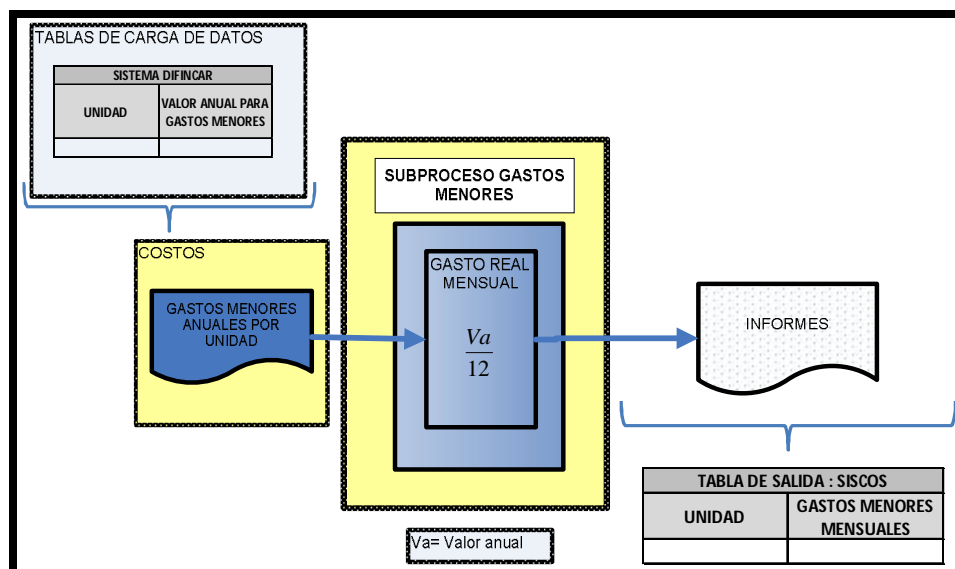 TABLAS DE CARGA DE DATOS
SISTEMA DIFINCAR
UNIDAD
VALOR ANUAL PARA
GASTOS MENORES
COSTOS
GASTOS MENORES
ANUALES POR
UNIDAD
SUBPROCESO GASTOS
MENORES
GASTO REAL
MENSUAL
Va
12
INFORMES
TABLA DE SALIDA : SISCOS
UNIDAD
GASTOS MENORES
MENSUALES
Va= Valor anual